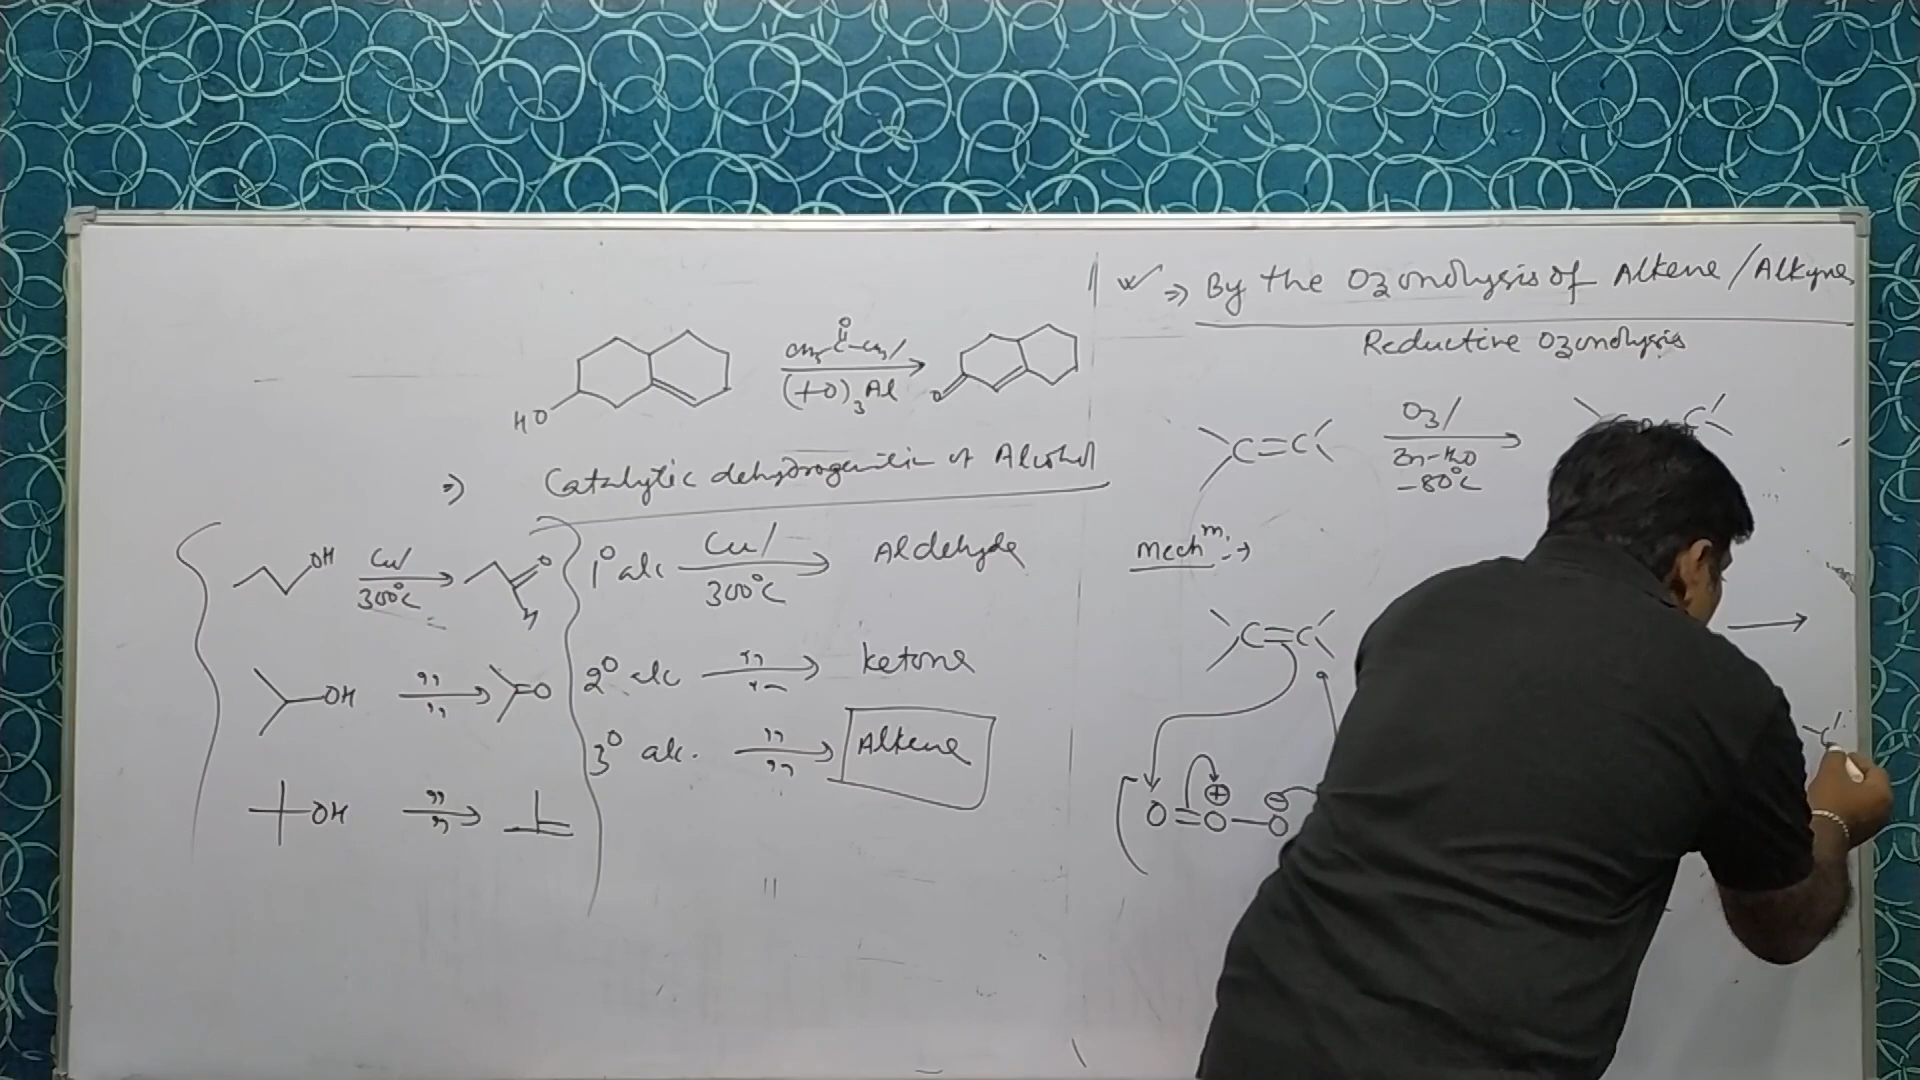 HO
O
CH3-C-CH3/
(+O)3Al
O
⇒ Catalytic dehydrogenation of Alcohol
OH
Cu/
300°C
O
H
1° alc
Cu/
300°C
Aldehyde
OH
,,
,,
=O
2° alc
,,
,,
Ketone
OH
,,
,,
3° alc.
,,
,,
Alkene
⇒ By the Ozonolysis of Alkene/Alkynes
Reductive Ozonolysis
C=C
O3/
Zn-H2O
-80°C
C
Mechm. →
C=C
⊕ ⊖
O=O-O
C